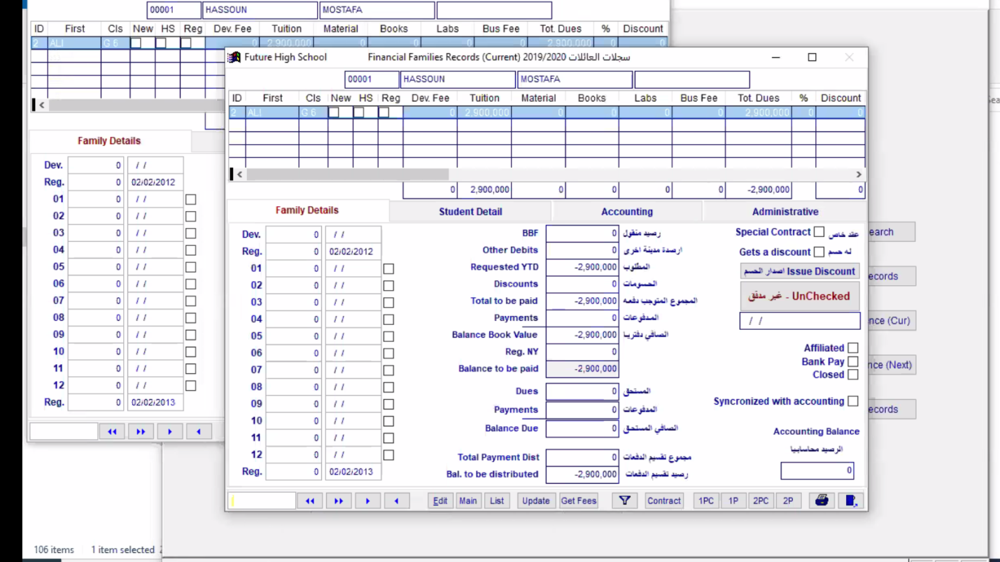 00001 HASSOUN MOSTAFA
ID First Cls New HS Reg Dev. Fee Tuition Material Books Labs Bus Fee Tot. Dues % Discount
2 ALI G 6 0 2,900,000 0 0 0 0 2,900,000 0 0
Family Details
Dev. 0 / /
Reg. 0 02/02/2012
01 0 / /
02 0 / /
03 0 / /
04 0 / /
05 0 / /
06 0 / /
07 0 / /
08 0 / /
09 0 / /
10 0 / /
11 0 / /
12 0 / /
Reg. 0 02/02/2013
106 items 1 item selected
Future High School Financial Families Records (Current) 2019/2020 سجلات العائلات
00001 HASSOUN MOSTAFA
ID First Cls New HS Reg Dev. Fee Tuition Material Books Labs Bus Fee Tot. Dues % Discount
2 ALI G 6 0 2,900,000 0 0 0 0 2,900,000 0 0
0 2,900,000 0 0 0 0 -2,900,000 0
Family Details Student Detail Accounting Administrative
Dev. 0 / /
Reg. 0 02/02/2012
01 0 / /
02 0 / /
03 0 / /
04 0 / /
05 0 / /
06 0 / /
07 0 / /
08 0 / /
09 0 / /
10 0 / /
11 0 / /
12 0 / /
Reg. 0 02/02/2013
BBF 0 رصيد منقول
Other Debits 0 ارصدة مدينة اخرى
Requested YTD -2,900,000 المطلوب
Discounts 0 الحسومات
Total to be paid -2,900,000 المجموع المتوجب دفعه
Payments 0 المدفوعات
Balance Book Value -2,900,000 الصافي دفتريا
Reg. NY 0
Balance to be paid -2,900,000
Dues 0 المستحق
Payments 0 المدفوعات
Balance Due 0 الصافي المستحق
Total Payment Dist 0 مجموع تقسيم الدفعات
Bal. to be distributed -2,900,000 رصيد تقسيم الدفعات
Special Contract عقد خاص
Gets a discount له حسم
اصدار الحسم Issue Discount
غير مدقق - UnChecked
/ /
Affiliated
Bank Pay
Closed
Syncronized with accounting
Accounting Balance
الرصيد محاسبيا
0
Edit Main List Update Get Fees Contract 1PC 1P 2PC 2P
earch
ecords
nce (Cur)
nce (Next)
ecords